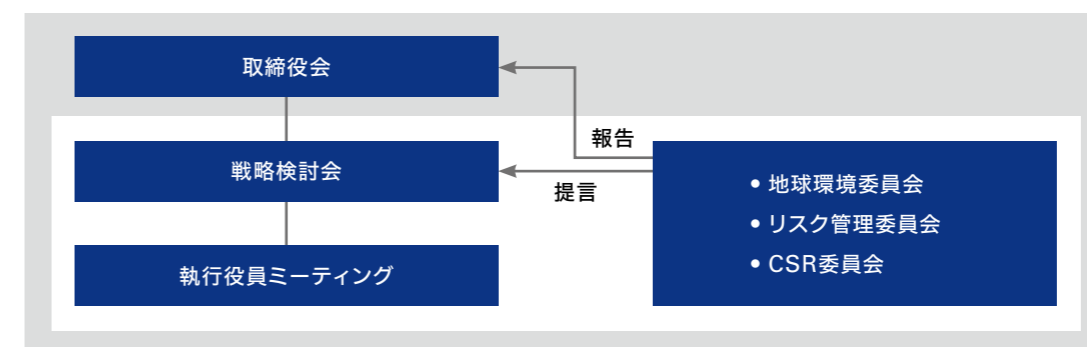 取締役会
報告
戦略検討会
提言
執行役員ミーティング
• 地球環境委員会
• リスク管理委員会
• CSR委員会